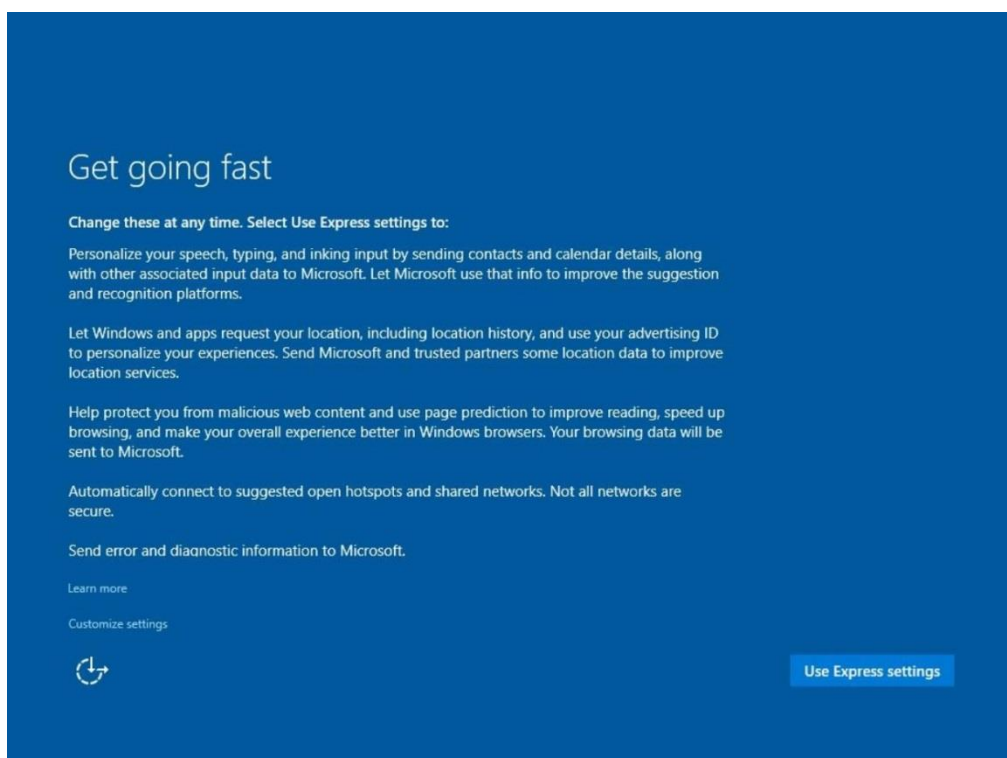 Get going fast
Change these at any time. Select Use Express settings to:
Personalize your speech, typing, and inking input by sending contacts and calendar details, along
with other associated input data to Microsoft. Let Microsoft use that info to improve the suggestion
and recognition platforms.
Let Windows and apps request your location, including location history, and use your advertising ID
to personalize your experiences. Send Microsoft and trusted partners some location data to improve
location services.
Help protect you from malicious web content and use page prediction to improve reading, speed up
browsing, and make your overall experience better in Windows browsers. Your browsing data will be
sent to Microsoft.
Automatically connect to suggested open hotspots and shared networks. Not all networks are
secure.
Send error and diagnostic information to Microsoft.
Learn more
Customize settings
Use Express settings